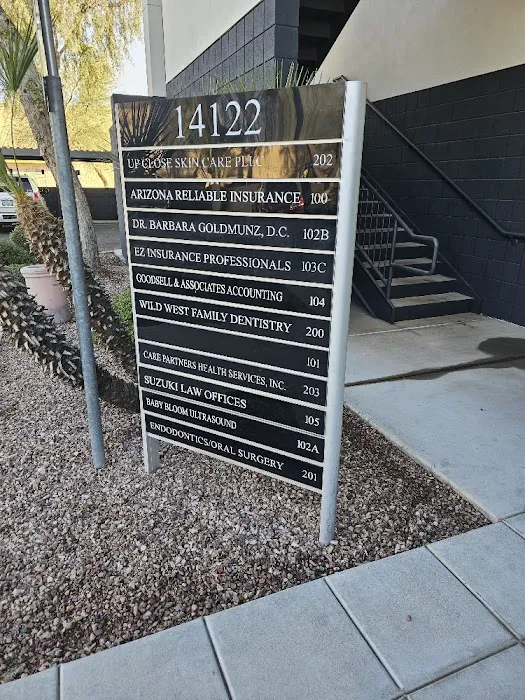 14122
UP CLOSE SKIN CARE PLLC 202
ARIZONA RELIABLE INSURANCE 100
DR. BARBARA GOLDMUNZ, D.C. 102B
EZ INSURANCE PROFESSIONALS 103C
GOODSELL & ASSOCIATES ACCOUNTING 104
WILD WEST FAMILY DENTISTRY 200
101
CARE PARTNERS HEALTH SERVICES, INC. 203
SUZUKI LAW OFFICES 105
BABY BLOOM ULTRASOUND 102A
ENDODONTICS/ORAL SURGERY 201